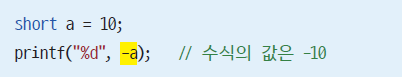 short a = 10;
printf("%d", -a);   // 수식의 값은 -10